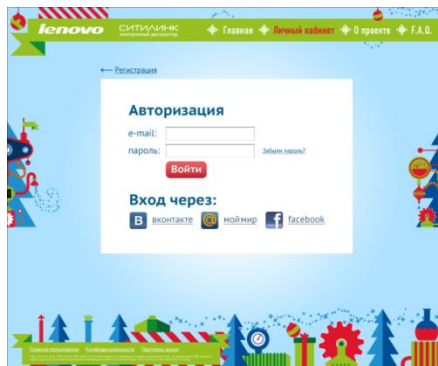 lenovo СИТИЛИНК Главная Личный кабинет О проекте F.A.Q.
электронный дискаунтер
← Регистрация
Авторизация
e-mail:
пароль: Забыли пароль?
Войти
Вход через:
В вконтакте @ мой мир f facebook
Правила пользования Конфиденциальность Партнеры акции